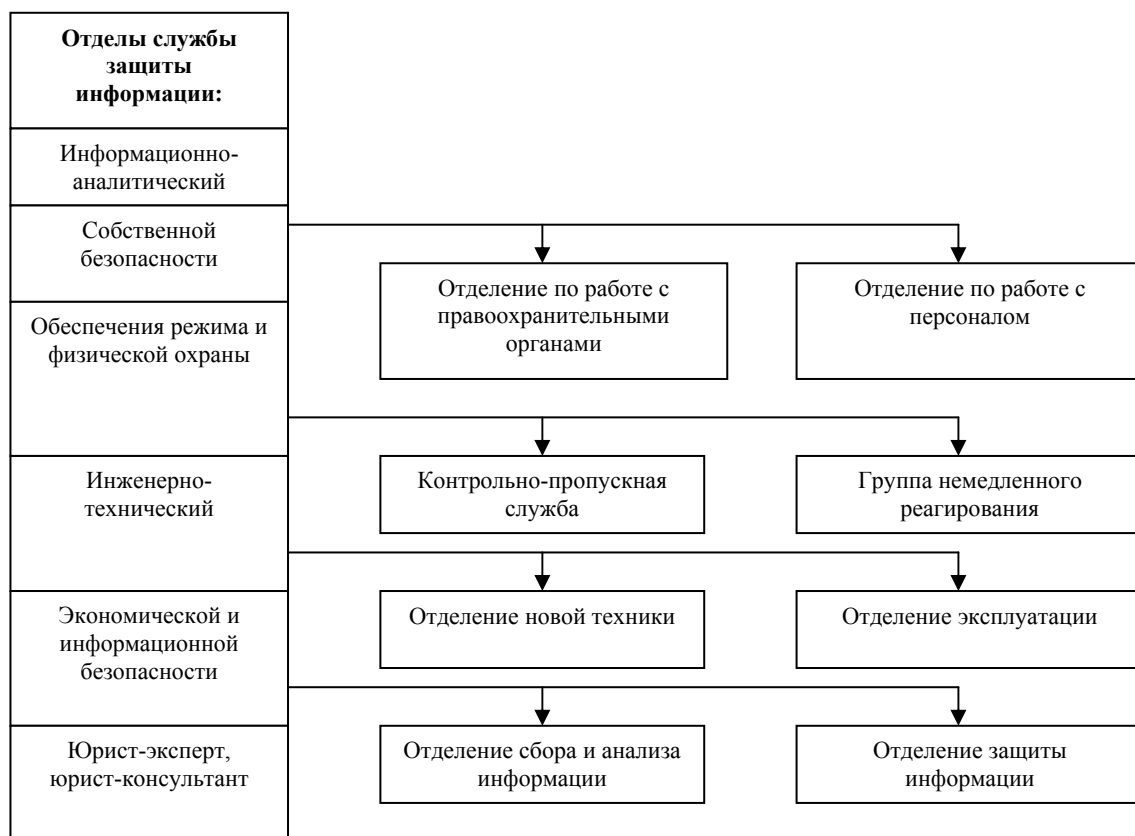 Отделы службы
защиты
информации:
Информационно-
аналитический
Собственной
безопасности
Отделение по работе с
правоохранительными
органами
Отделение по работе с
персоналом
Обеспечения режима и
физической охраны
Контрольно-пропускная
служба
Группа немедленного
реагирования
Инженерно-
технический
Отделение новой техники
Отделение эксплуатации
Экономической и
информационной
безопасности
Отделение сбора и анализа
информации
Отделение защиты
информации
Юрист-эксперт,
юрист-консультант